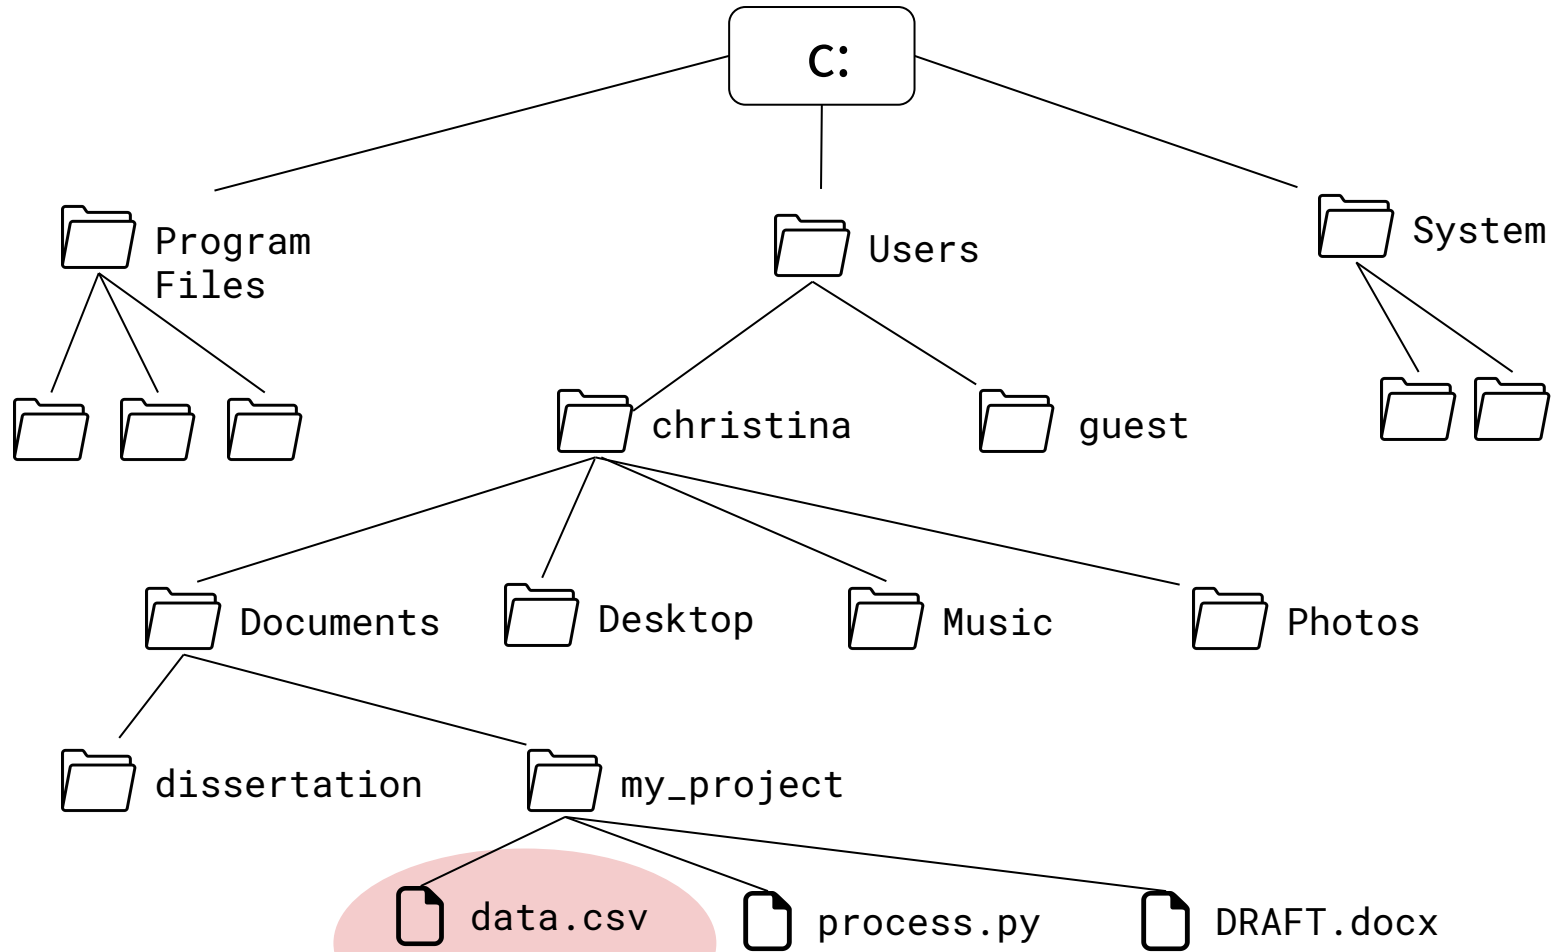 C:
Program
Files
Users
System
christina
guest
Documents
Desktop
Music
Photos
dissertation
my_project
data.csv
process.py
DRAFT.docx